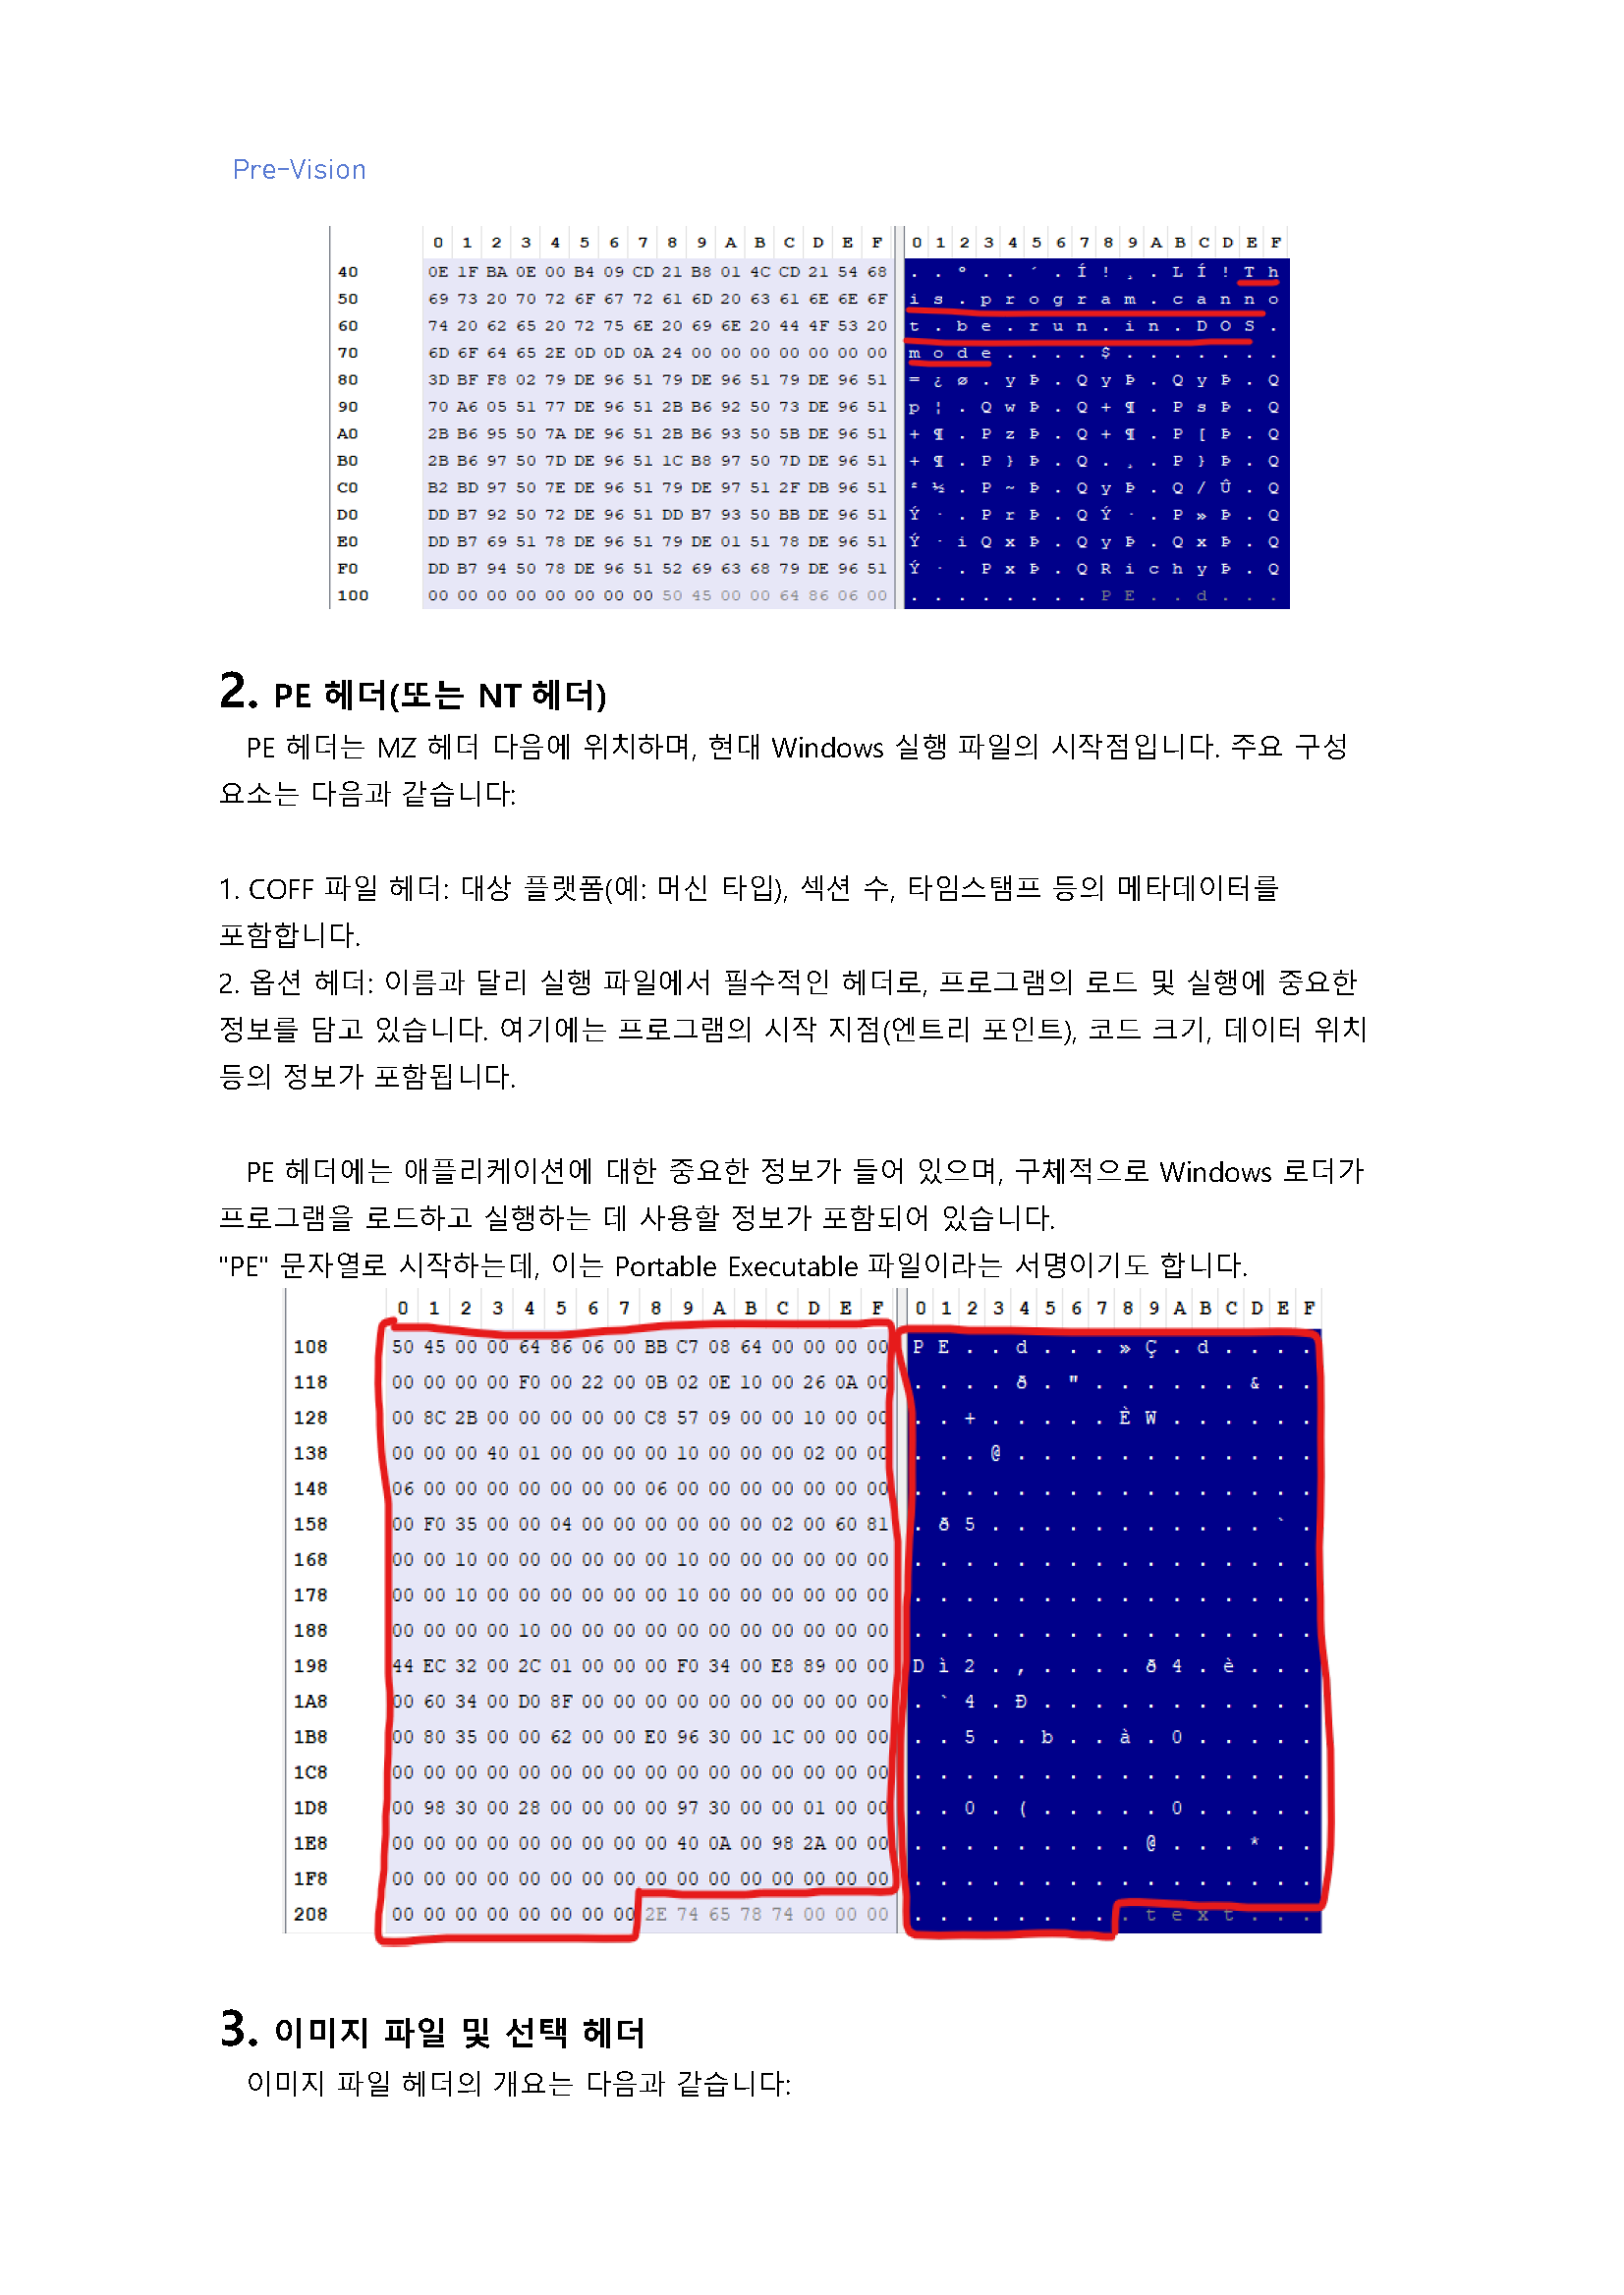 Pre-Vision
0 1 2 3 4 5 6 7 8 9 A B C D E F 0 1 2 3 4 5 6 7 8 9 A B C D E F
40 0E 1F BA 0E 00 B4 09 CD 21 B8 01 4C CD 21 54 68 . . º . . ´ . Í ! ¸ . L Í ! T h
50 69 73 20 70 72 6F 67 72 61 6D 20 63 61 6E 6E 6F i s . p r o g r a m . c a n n o
60 74 20 62 65 20 72 75 6E 20 69 6E 20 44 4F 53 20 t . b e . r u n . i n . D O S .
70 6D 6F 64 65 2E 0D 0D 0A 24 00 00 00 00 00 00 00 m o d e . . . . $ . . . . . . .
80 3D BF F8 02 79 DE 96 51 79 DE 96 51 79 DE 96 51 = ¿ ø . y Þ . Q y Þ . Q y Þ . Q
90 70 A6 05 51 77 DE 96 51 2B B6 92 50 73 DE 96 51 p ¦ . Q w Þ . Q + ¶ . P s Þ . Q
A0 2B B6 95 50 7A DE 96 51 2B B6 93 50 5B DE 96 51 + ¶ . P z Þ . Q + ¶ . P [ Þ . Q
B0 2B B6 97 50 7D DE 96 51 1C B8 97 50 7D DE 96 51 + ¶ . P } Þ . Q . ¸ . P } Þ . Q
C0 B2 BD 97 50 7E DE 96 51 79 DE 97 51 2F DB 96 51 ² ½ . P ~ Þ . Q y Þ . Q / Û . Q
D0 DD B7 92 50 72 DE 96 51 DD B7 93 50 BB DE 96 51 Ý · . P r Þ . Q Ý · . P » Þ . Q
E0 DD B7 69 51 78 DE 96 51 79 DE 01 51 78 DE 96 51 Ý · i Q x Þ . Q y Þ . Q x Þ . Q
F0 DD B7 94 50 78 DE 96 51 52 69 63 68 79 DE 96 51 Ý · . P x Þ . Q R i c h y Þ . Q
100 00 00 00 00 00 00 00 00 50 45 00 00 64 86 06 00 . . . . . . . . P E . . d . . .
2. PE 헤더(또는 NT 헤더)
PE 헤더는 MZ 헤더 다음에 위치하며, 현대 Windows 실행 파일의 시작점입니다. 주요 구성
요소는 다음과 같습니다:
1. COFF 파일 헤더: 대상 플랫폼(예: 머신 타입), 섹션 수, 타임스탬프 등의 메타데이터를
포함합니다.
2. 옵션 헤더: 이름과 달리 실행 파일에서 필수적인 헤더로, 프로그램의 로드 및 실행에 중요한
정보를 담고 있습니다. 여기에는 프로그램의 시작 지점(엔트리 포인트), 코드 크기, 데이터 위치
등의 정보가 포함됩니다.
PE 헤더에는 애플리케이션에 대한 중요한 정보가 들어 있으며, 구체적으로 Windows 로더가
프로그램을 로드하고 실행하는 데 사용할 정보가 포함되어 있습니다.
"PE" 문자열로 시작하는데, 이는 Portable Executable 파일이라는 서명이기도 합니다.
0 1 2 3 4 5 6 7 8 9 A B C D E F 0 1 2 3 4 5 6 7 8 9 A B C D E F
108 50 45 00 00 64 86 06 00 BB C7 08 64 00 00 00 00 P E . . d . . . » Ç . d . . . .
118 00 00 00 00 F0 00 22 00 0B 02 0E 10 00 26 0A 00 . . . . ð . " . . . . . . & . .
128 00 8C 2B 00 00 00 00 00 C8 57 09 00 00 10 00 00 . . + . . . . . È W . . . . . .
138 00 00 00 40 01 00 00 00 00 10 00 00 00 02 00 00 . . . @ . . . . . . . . . . . .
148 06 00 00 00 00 00 00 00 06 00 00 00 00 00 00 00 . . . . . . . . . . . . . . . .
158 00 F0 35 00 00 04 00 00 00 00 00 00 02 00 60 81 . ð 5 . . . . . . . . . . . ` .
168 00 00 10 00 00 00 00 00 00 10 00 00 00 00 00 00 . . . . . . . . . . . . . . . .
178 00 00 10 00 00 00 00 00 00 10 00 00 00 00 00 00 . . . . . . . . . . . . . . . .
188 00 00 00 00 10 00 00 00 00 00 00 00 00 00 00 00 . . . . . . . . . . . . . . . .
198 44 EC 32 00 2C 01 00 00 00 F0 34 00 E8 89 00 00 D ì 2 . , . . . . ð 4 . è . . .
1A8 00 60 34 00 D0 8F 00 00 00 00 00 00 00 00 00 00 . ` 4 . Ð . . . . . . . . . . .
1B8 00 80 35 00 00 62 00 00 E0 96 30 00 1C 00 00 00 . . 5 . . b . . à . 0 . . . . .
1C8 00 00 00 00 00 00 00 00 00 00 00 00 00 00 00 00 . . . . . . . . . . . . . . . .
1D8 00 98 30 00 28 00 00 00 00 97 30 00 00 01 00 00 . . 0 . ( . . . . . 0 . . . . .
1E8 00 00 00 00 00 00 00 00 00 40 0A 00 98 2A 00 00 . . . . . . . . . @ . . . * . .
1F8 00 00 00 00 00 00 00 00 00 00 00 00 00 00 00 00 . . . . . . . . . . . . . . . .
208 00 00 00 00 00 00 00 00 2E 74 65 78 74 00 00 00 . . . . . . . . . t e x t . . .
3. 이미지 파일 및 선택 헤더
이미지 파일 헤더의 개요는 다음과 같습니다: